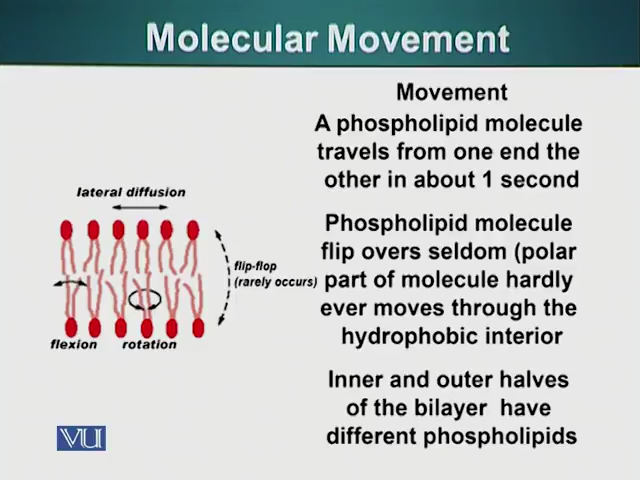 Molecular Movement
Movement
A phospholipid molecule
travels from one end the
other in about 1 second
Phospholipid molecule
flip overs seldom (polar
part of molecule hardly
ever moves through the
hydrophobic interior
Inner and outer halves
of the bilayer have
different phospholipids
lateral diffusion
flip-flop
(rarely occurs)
flexion
rotation
VU